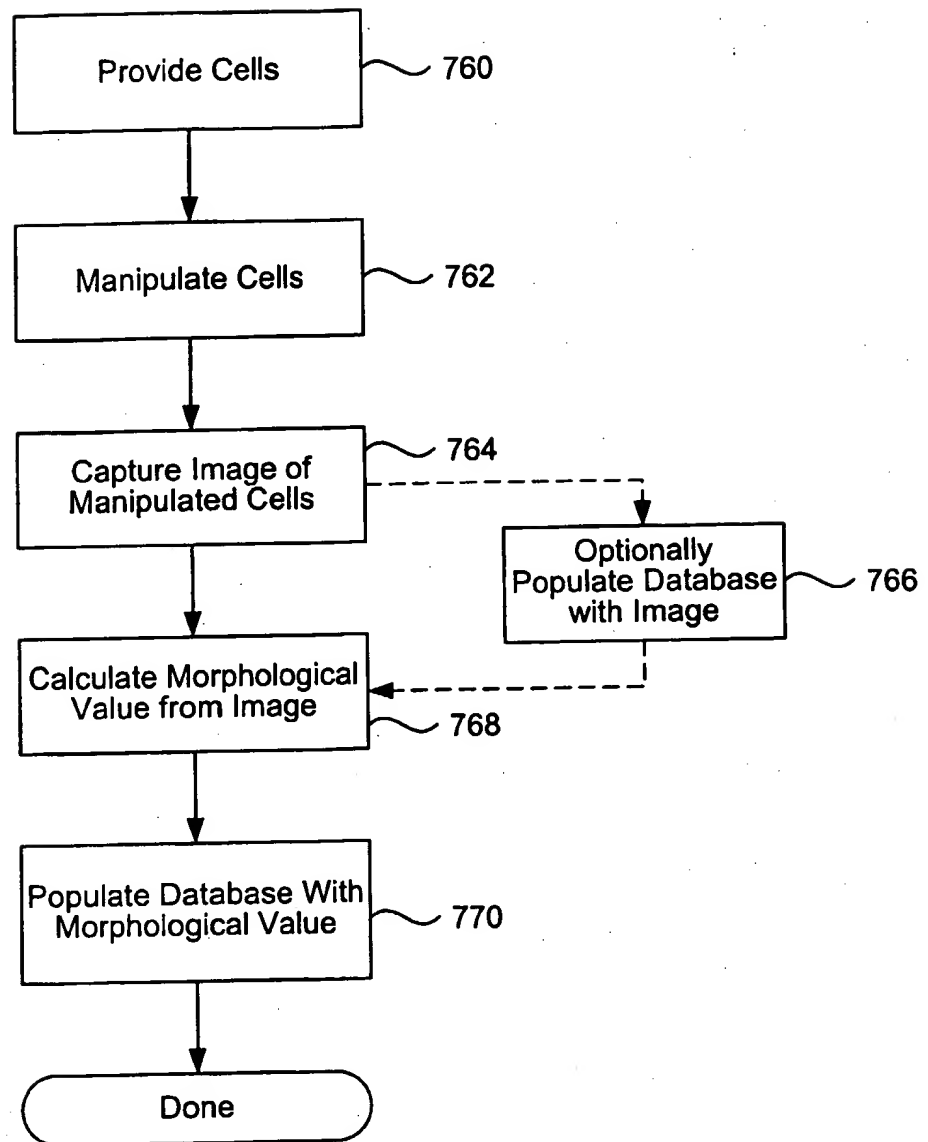 Provide Cells
760
Manipulate Cells
762
Capture Image of
Manipulated Cells
764
Optionally
Populate Database
with Image
766
Calculate Morphological
Value from Image
768
Populate Database With
Morphological Value
770
Done